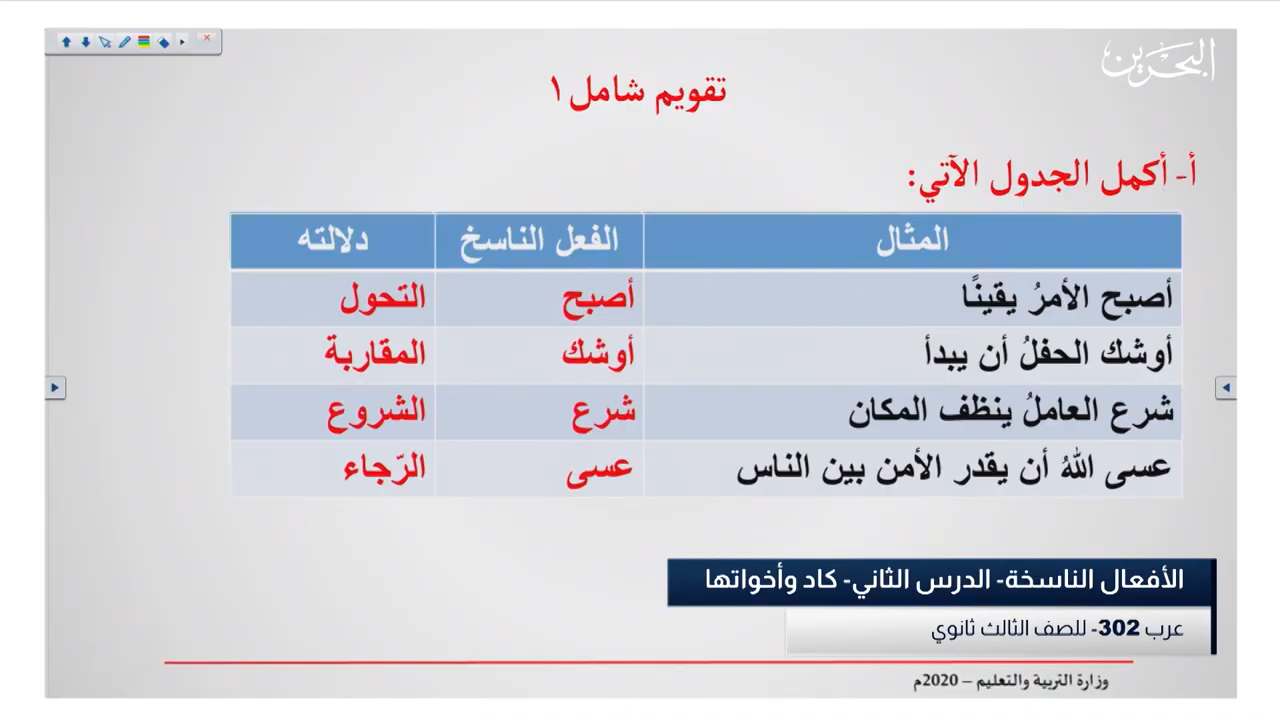 البحرين
تقويم شامل ١
أ- أكمل الجدول الآتي:
المثال الفعل الناسخ دلالته
أصبح الأمرُ يقينًا أصبح التحول
أوشك الحفلُ أن يبدأ أوشك المقاربة
شرع العاملُ ينظف المكان شرع الشروع
عسى اللهُ أن يقدر الأمن بين الناس عسى الرّجاء
الأفعال الناسخة- الدرس الثاني- كاد وأخواتها
عرب 302- للصف الثالث ثانوي
وزارة التربية والتعليم – 2020م